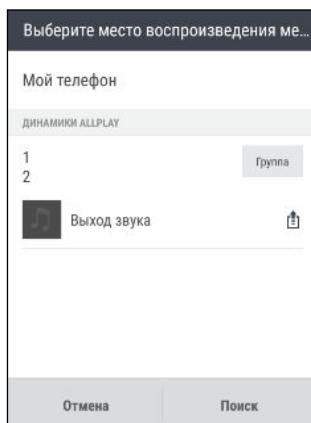 Выберите место воспроизведения ме...
Мой телефон
ДИНАМИКИ ALLPLAY
1
Группа
2
Выход звука
Отмена
Поиск